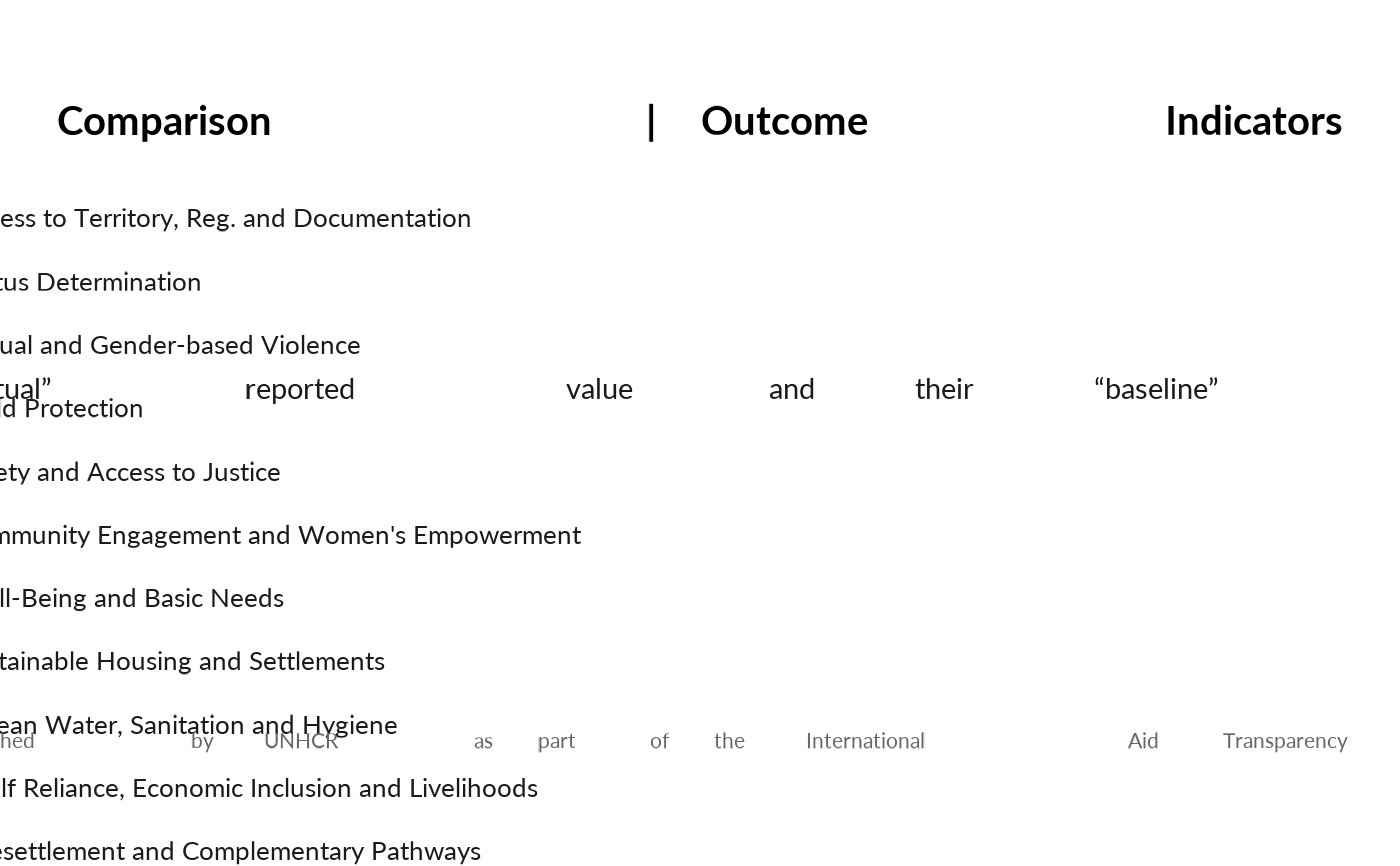 Comparison | Outcome Indicators
ess to Territory, Reg. and Documentation
tus Determination
ual and Gender-based Violence
tual” reported value and their “baseline”
ld Protection
ety and Access to Justice
mmunity Engagement and Women's Empowerment
ll-Being and Basic Needs
tainable Housing and Settlements
ean Water, Sanitation and Hygiene
hed by UNHCR as part of the International Aid Transparency
lf Reliance, Economic Inclusion and Livelihoods
esettlement and Complementary Pathways